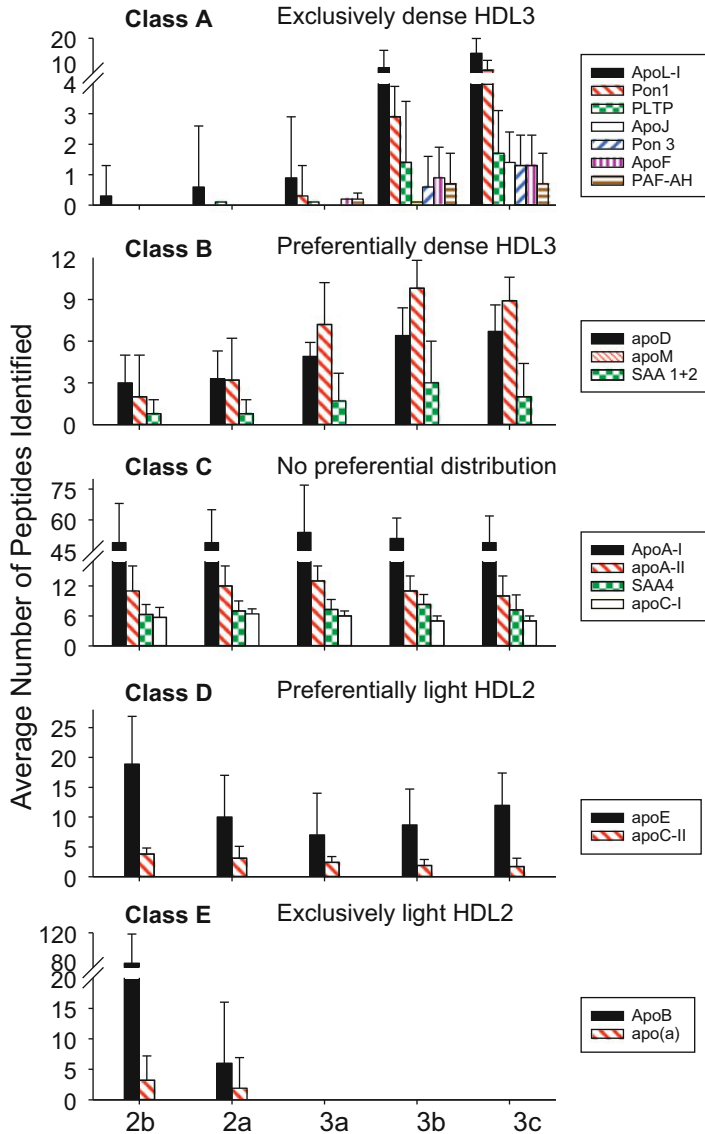 Class A Exclusively dense HDL3
20
10
4
3
2
1
0
ApoL-I
Pon1
PLTP
ApoJ
Pon 3
ApoF
PAF-AH
Class B Preferentially dense HDL3
12
9
6
3
0
apoD
apoM
SAA 1+2
Average Number of Peptides Identified
Class C No preferential distribution
75
60
45
12
6
0
ApoA-I
apoA-II
SAA4
apoC-I
Class D Preferentially light HDL2
25
20
15
10
5
0
apoE
apoC-II
Class E Exclusively light HDL2
120
80
20
15
10
5
0
ApoB
apo(a)
2b 2a 3a 3b 3c